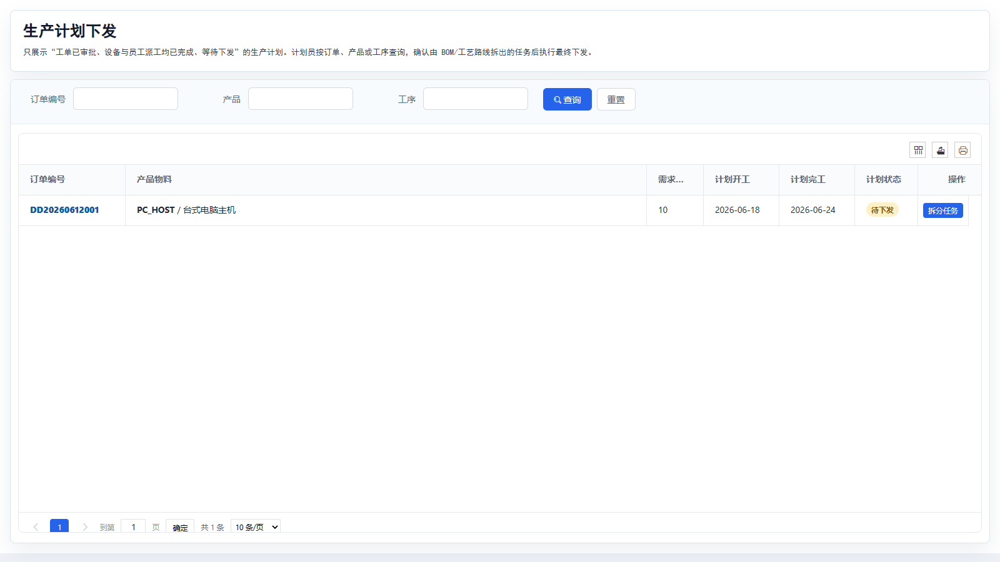 生产计划下发
只展示“工单已审批、设备与员工派工均已完成、等待下发”的生产计划。计划员按订单、产品或工序查询，确认由 BOM/工艺路线拆出的任务后执行最终下发。
订单编号 产品 工序 查询 重置
订单编号 产品物料 需求... 计划开工 计划完工 计划状态 操作
DD20260612001 PC_HOST / 台式电脑主机 10 2026-06-18 2026-06-24 待下发 拆分任务
1 到第 1 页 确定 共 1 条 10 条/页